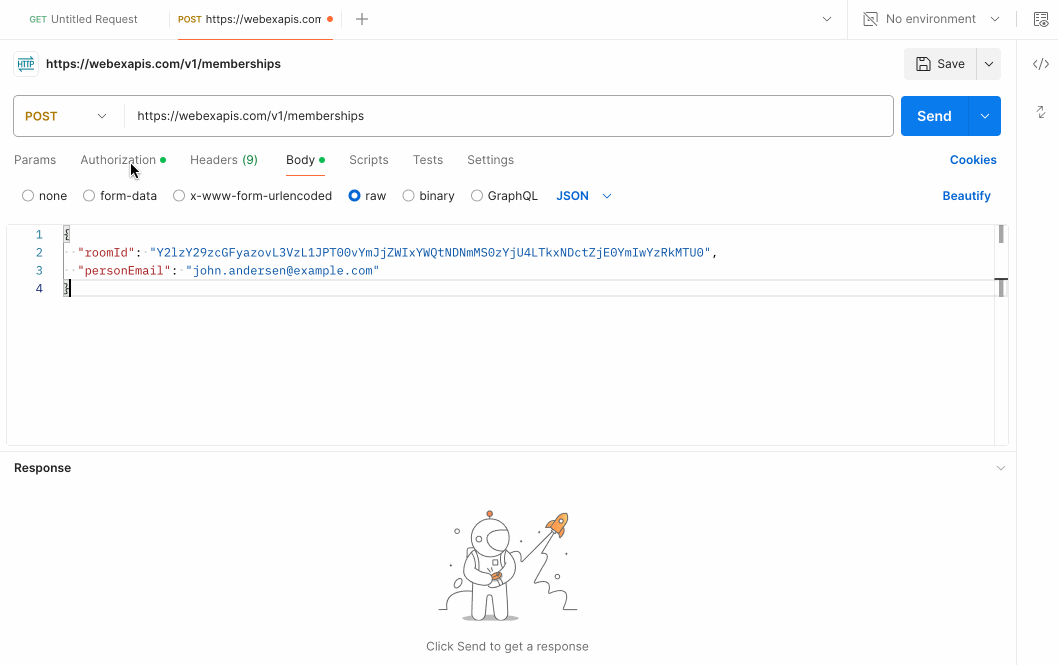 GET Untitled Request POST https://webexapis.com No environment
HTTP https://webexapis.com/v1/memberships Save
POST https://webexapis.com/v1/memberships Send
Params Authorization Headers (9) Body Scripts Tests Settings Cookies
none form-data x-www-form-urlencoded raw binary GraphQL JSON Beautify
1 {
2 "roomId": "Y2lzY29zcGFyazovL3VzL1JPT00vYmJjZWIxYWQtNDNmMS0zYjU4LTkxNDctZjE0YmIwYzRkMTU0",
3 "personEmail": "john.andersen@example.com"
4 }
Response
Click Send to get a response